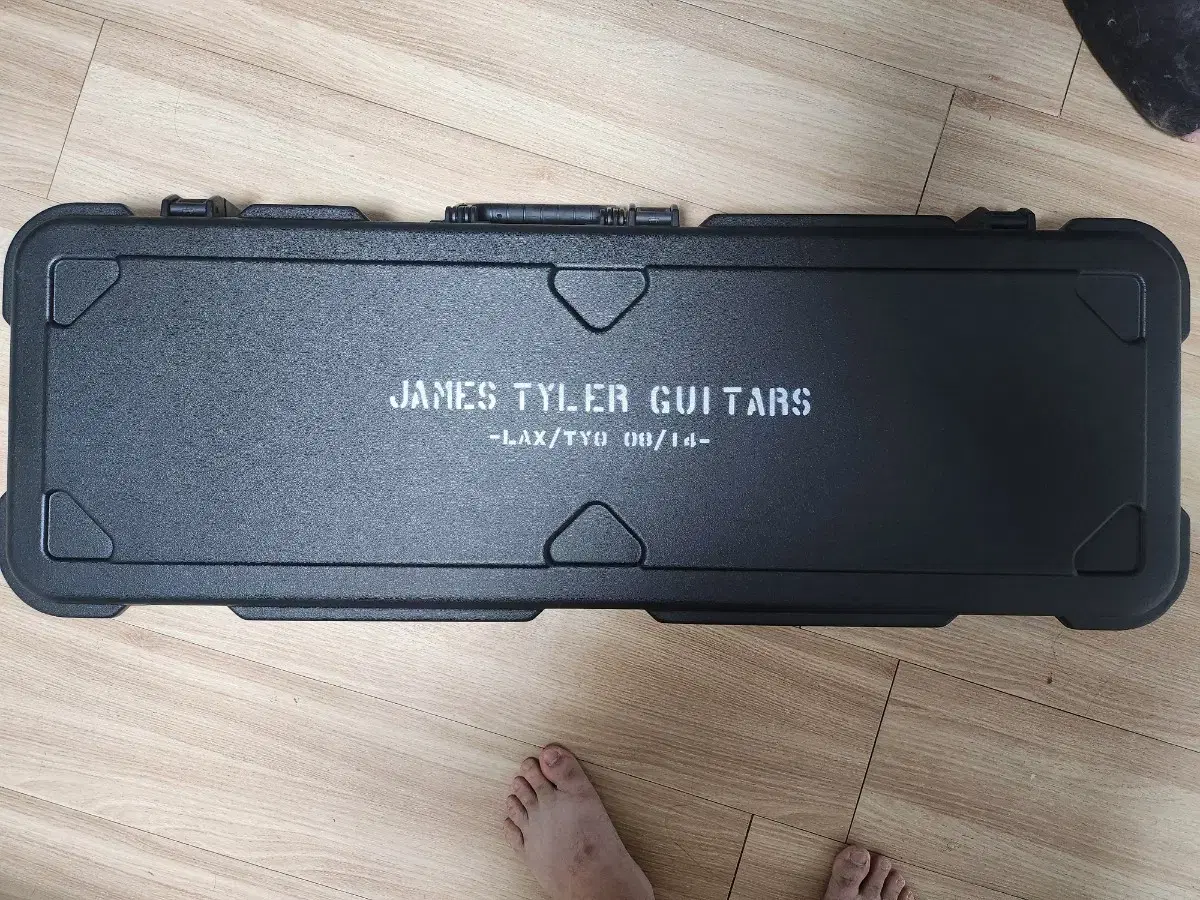 JAMES TYLER GUITARS
-LAX/TYO 08/14-